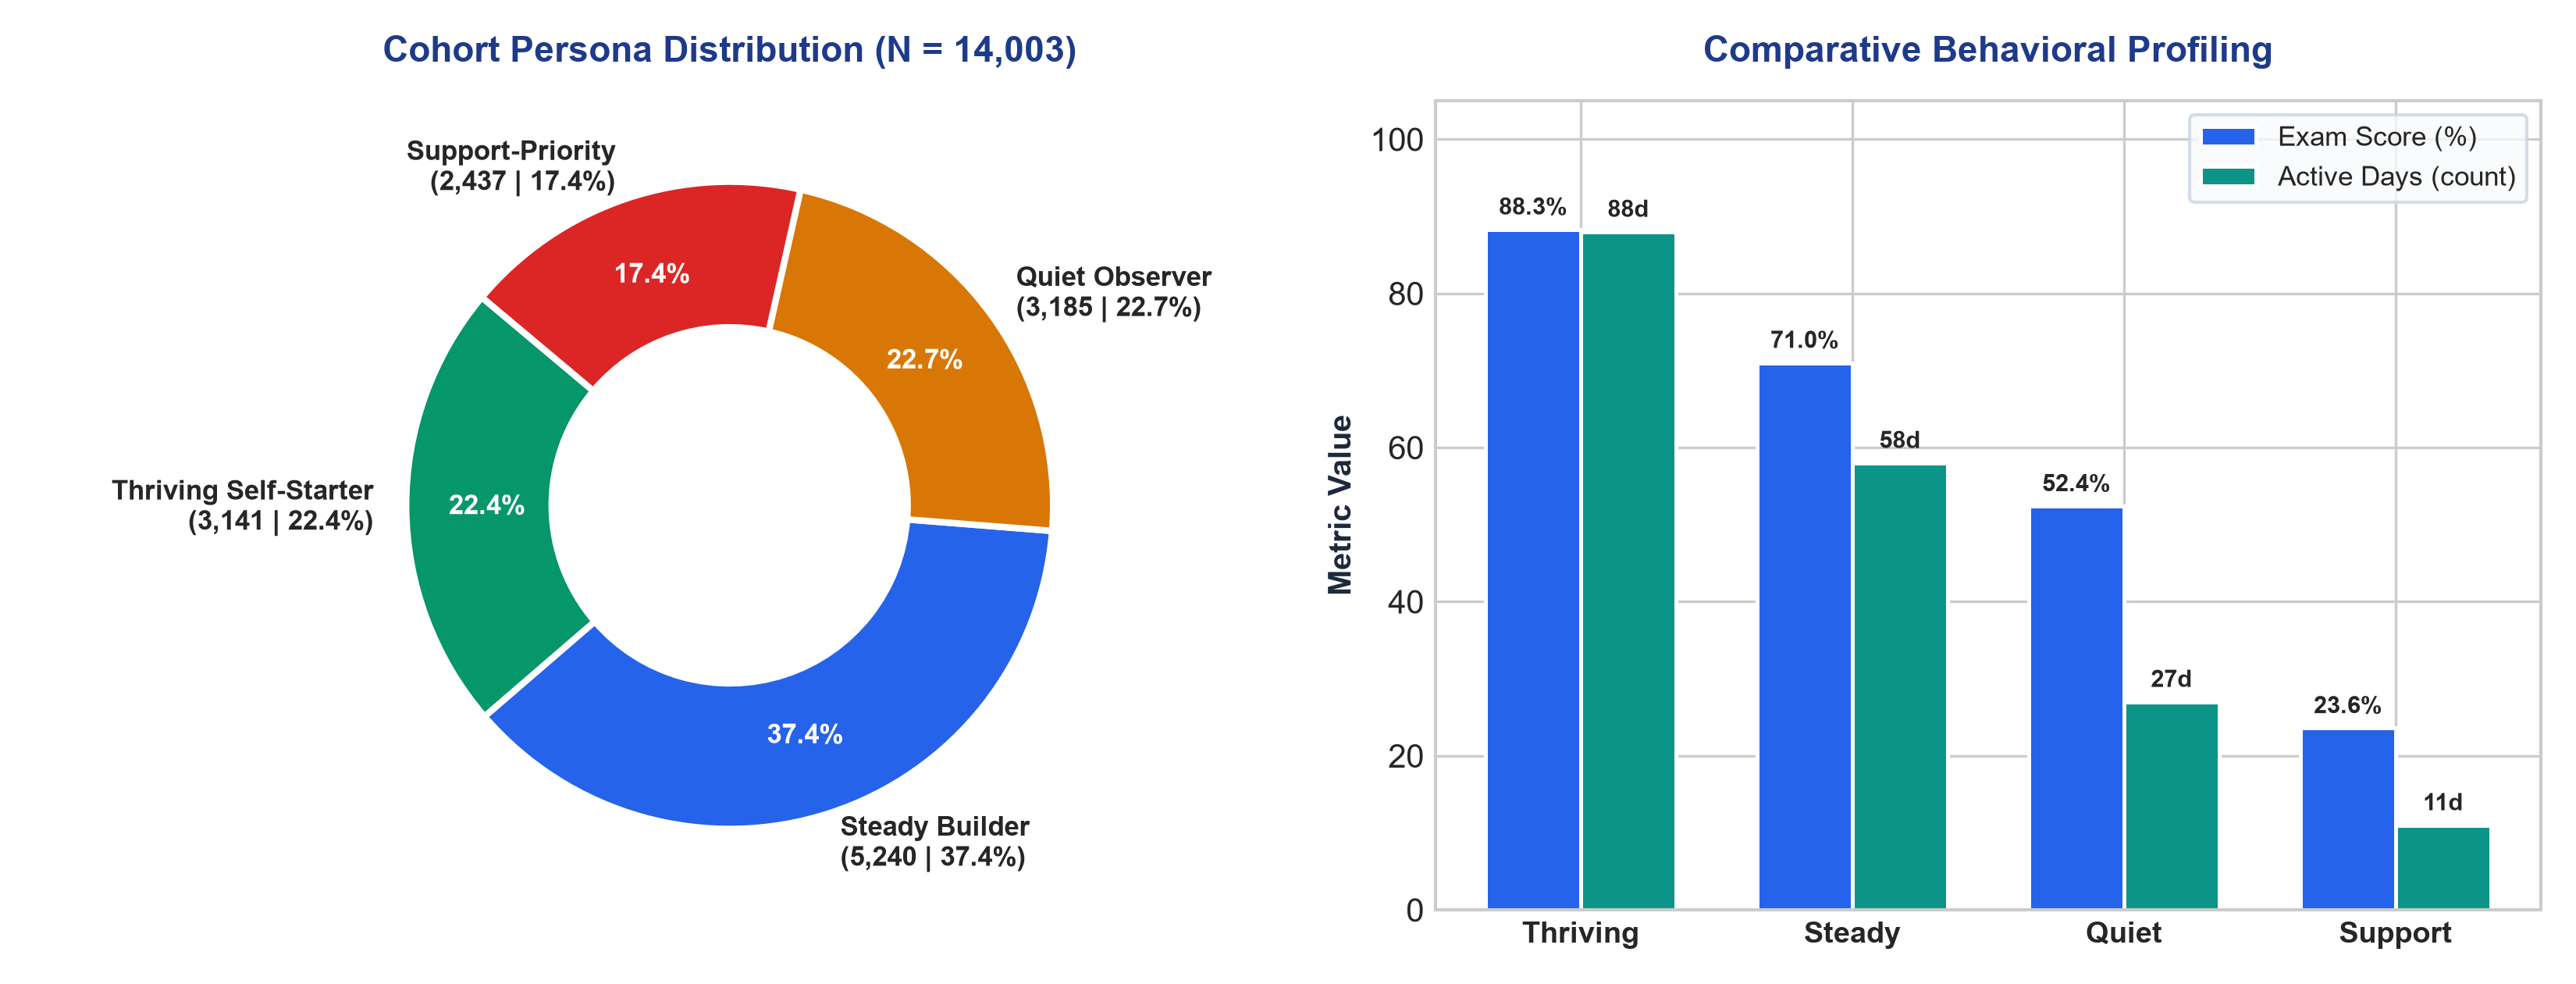 Cohort Persona Distribution (N = 14,003)
Support-Priority
(2,437 | 17.4%)
17.4%
Quiet Observer
(3,185 | 22.7%)
22.7%
Thriving Self-Starter
(3,141 | 22.4%)
22.4%
37.4%
Steady Builder
(5,240 | 37.4%)
Comparative Behavioral Profiling
Exam Score (%)
Active Days (count)
Metric Value
100
80
60
40
20
0
88.3%
88d
71.0%
58d
52.4%
27d
23.6%
11d
Thriving
Steady
Quiet
Support